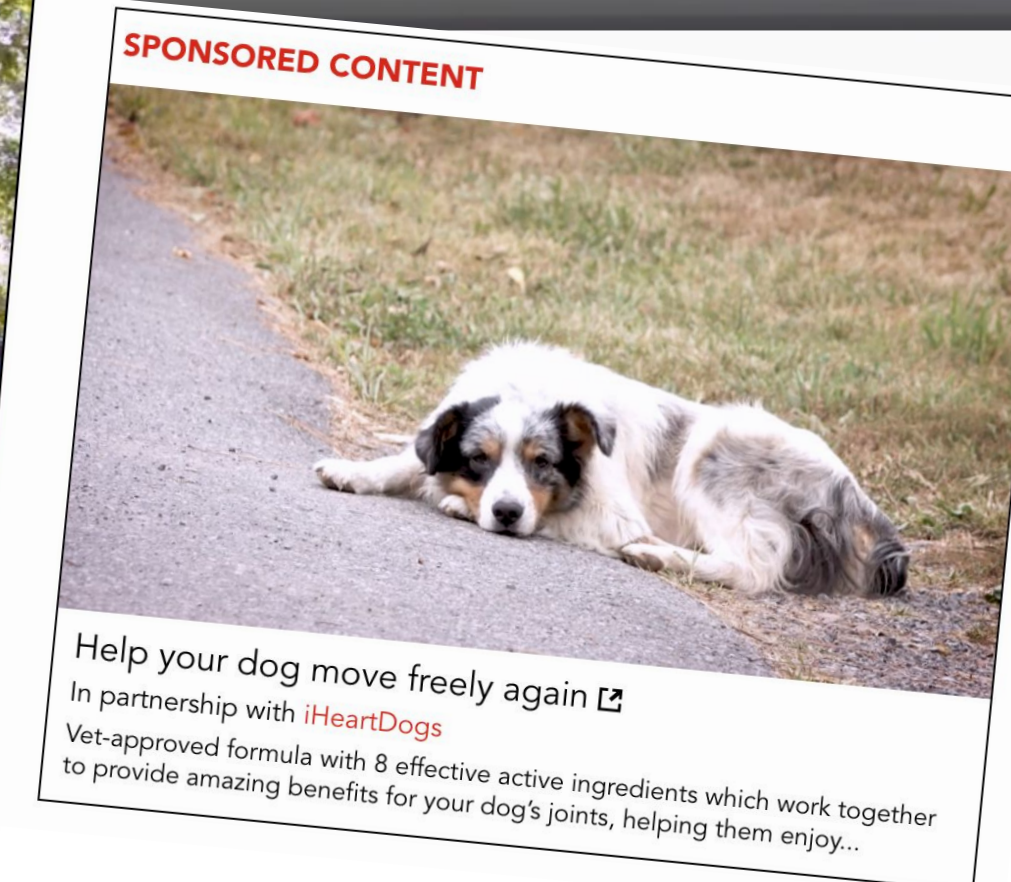 SPONSORED CONTENT
Help your dog move freely again
In partnership with iHeartDogs
Vet-approved formula with 8 effective active ingredients which work together
to provide amazing benefits for your dog's joints, helping them enjoy...